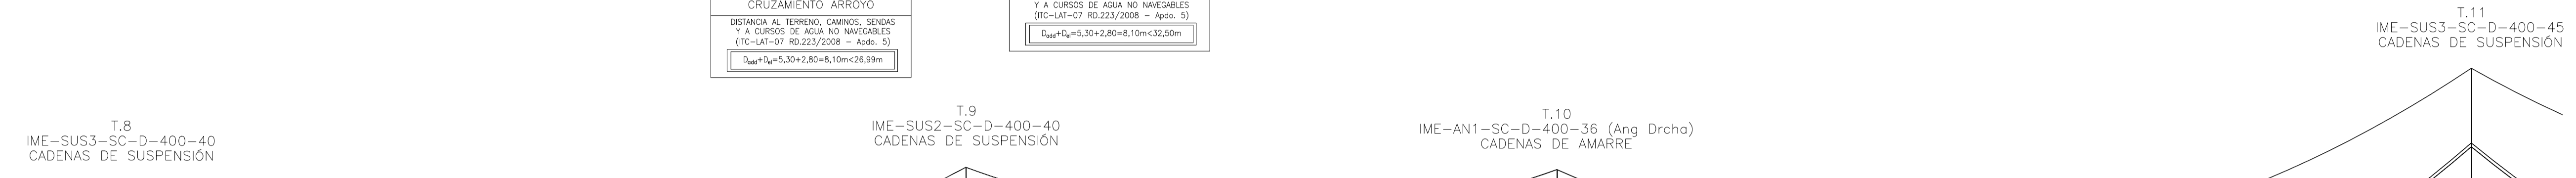 CRUZAMIENTO ARROYO
DISTANCIA AL TERRENO, CAMINOS, SENDAS
Y A CURSOS DE AGUA NO NAVEGABLES
(ITC-LAT-07 RD.223/2008 - Apdo. 5)
Dadd+Del=5,30+2,80=8,10m<26,99m
Y A CURSOS DE AGUA NO NAVEGABLES
(ITC-LAT-07 RD.223/2008 - Apdo. 5)
Dadd+Del=5,30+2,80=8,10m<32,50m
T.8
IME-SUS3-SC-D-400-40
CADENAS DE SUSPENSIÓN
T.9
IME-SUS2-SC-D-400-40
CADENAS DE SUSPENSIÓN
T.10
IME-AN1-SC-D-400-36 (Ang Drcha)
CADENAS DE AMARRE
T.11
IME-SUS3-SC-D-400-45
CADENAS DE SUSPENSIÓN